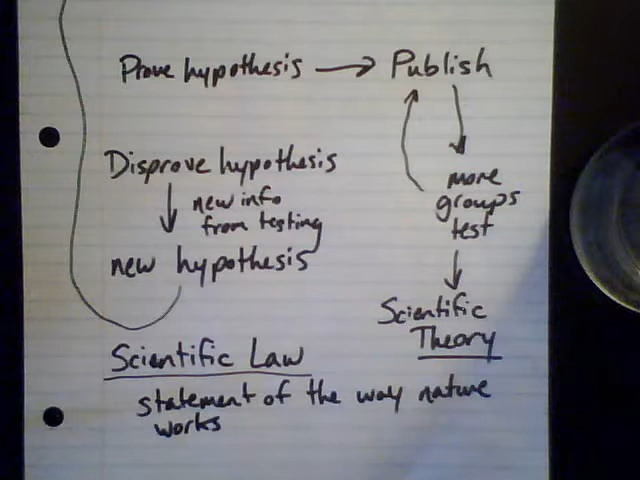 Prove hypothesis → Publish
Disprove hypothesis
new info
from testing
new hypothesis
more
groups
test
Scientific
Theory
Scientific Law
statement of the way nature
works